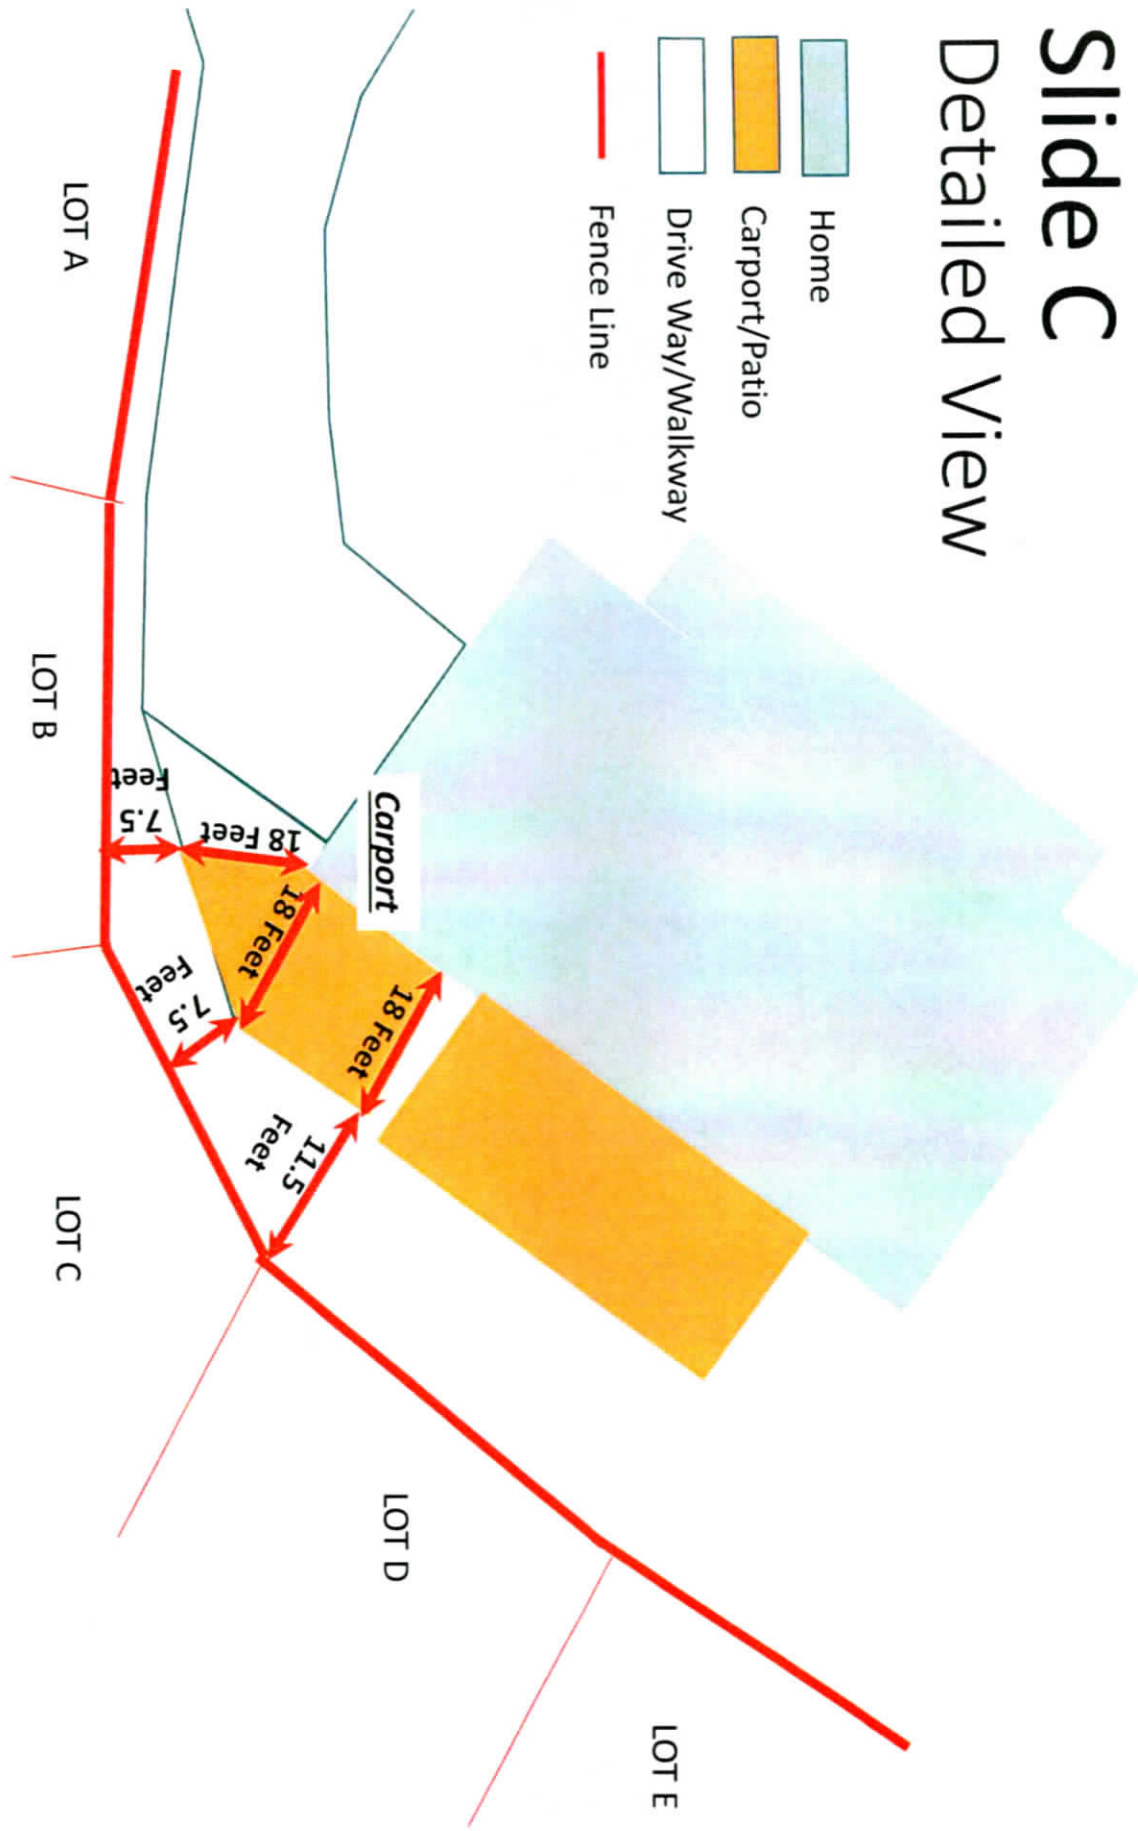 Slide C
Detailed View
Home
Carport/Patio
Drive Way/Walkway
Fence Line
Carport
18 Feet
18 Feet
18 Feet
7.5
Feet
7.5
Feet
11.5
Feet
LOT A
LOT B
LOT C
LOT D
LOT E